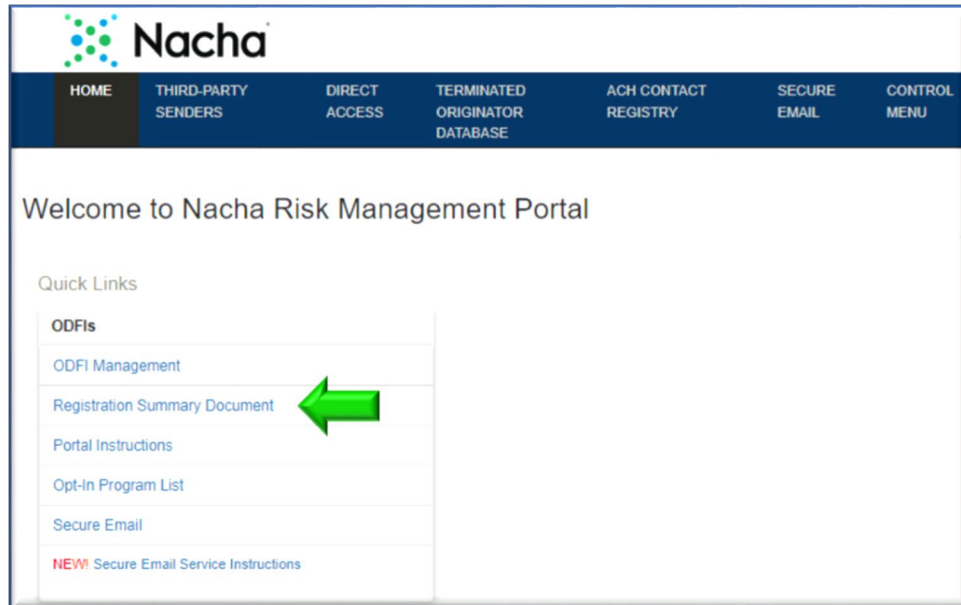 Nacha
HOME
THIRD-PARTY
SENDERS
DIRECT
ACCESS
TERMINATED
ORIGINATOR
DATABASE
ACH CONTACT
REGISTRY
SECURE
EMAIL
CONTROL
MENU
Welcome to Nacha Risk Management Portal
Quick Links
ODFIs
ODFI Management
Registration Summary Document
Portal Instructions
Opt-In Program List
Secure Email
NEW! Secure Email Service Instructions